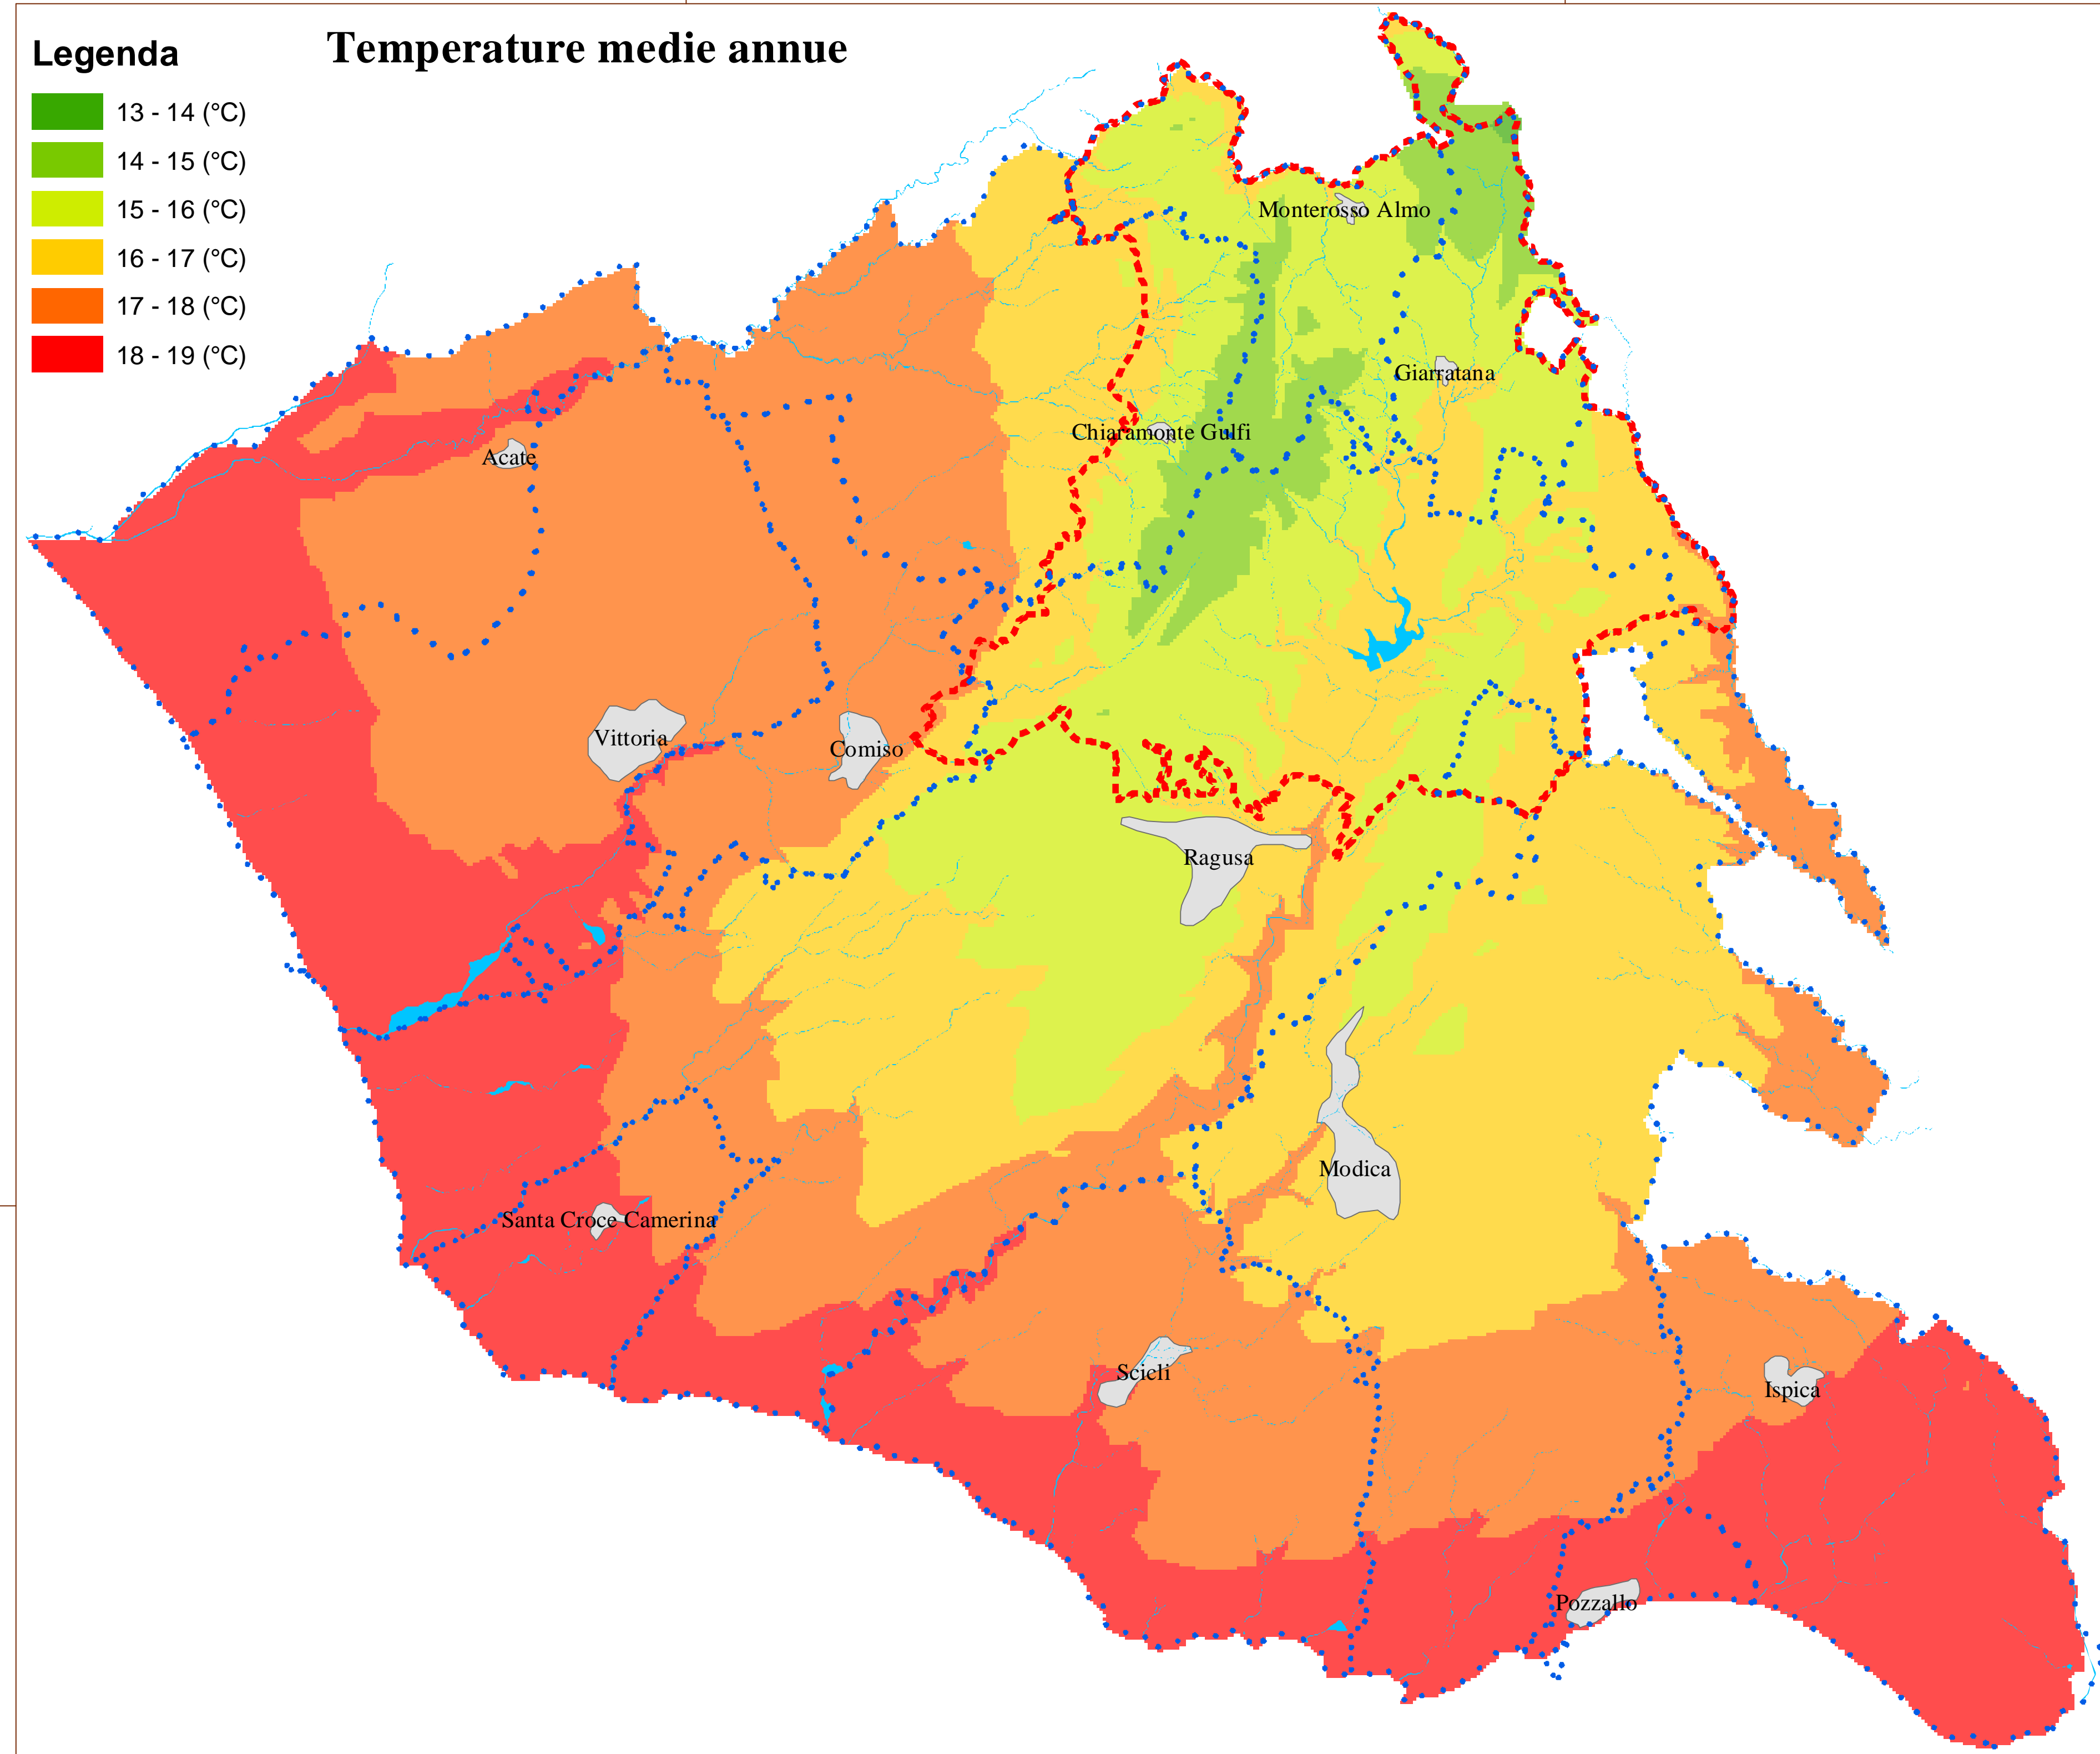 Legenda
Temperature medie annue
13 - 14 (°C)
14 - 15 (°C)
15 - 16 (°C)
16 - 17 (°C)
17 - 18 (°C)
18 - 19 (°C)
Monterosso Almo
Giarratana
Chiaramonte Gulfi
Acate
Vittoria
Comiso
Ragusa
Modica
Santa Croce Camerina
Scicli
Ispica
Pozzallo